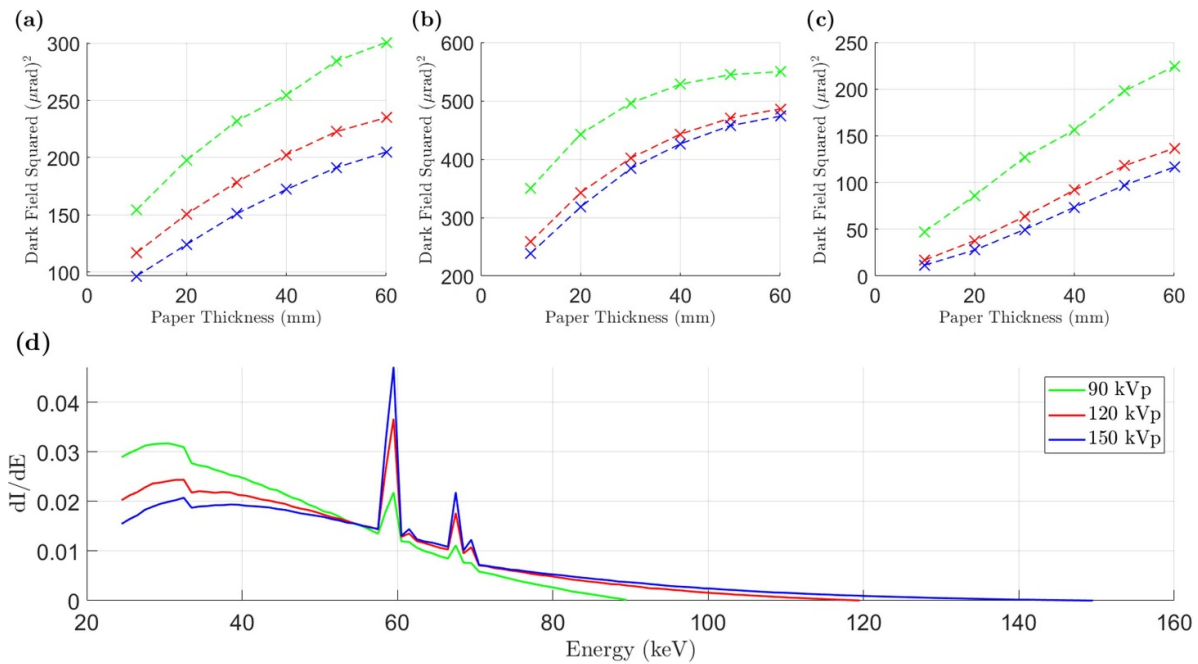 (a)
(b)
(c)
Dark Field Squared (μrad)²
300
250
200
150
100
0
20
40
60
Paper Thickness (mm)
Dark Field Squared (μrad)²
600
500
400
300
200
0
20
40
60
Paper Thickness (mm)
Dark Field Squared (μrad)²
250
200
150
100
50
0
0
20
40
60
Paper Thickness (mm)
(d)
dI/dE
0.04
0.03
0.02
0.01
0
20
40
60
80
100
120
140
160
Energy (keV)
90 kVp
120 kVp
150 kVp